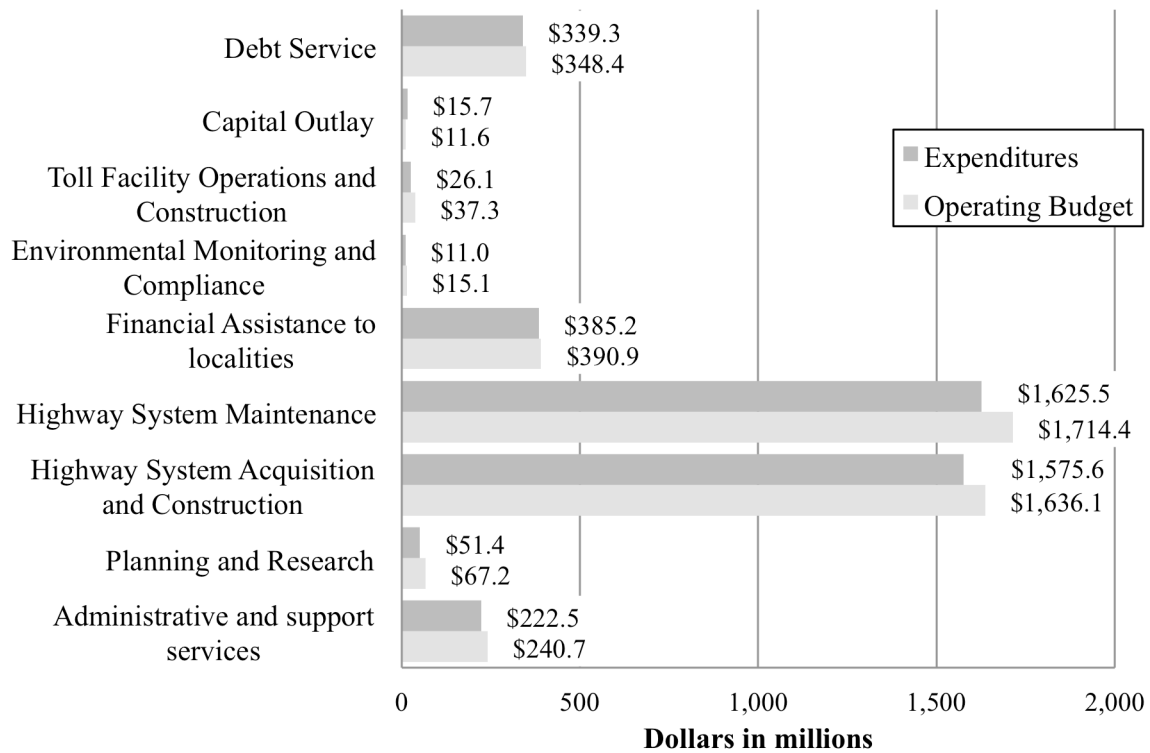 Debt Service
$339.3
$348.4
Capital Outlay
$15.7
$11.6
Toll Facility Operations and
Construction
$26.1
$37.3
Environmental Monitoring and
Compliance
$11.0
$15.1
Financial Assistance to
localities
$385.2
$390.9
Highway System Maintenance
$1,625.5
$1,714.4
Highway System Acquisition
and Construction
$1,575.6
$1,636.1
Planning and Research
$51.4
$67.2
Administrative and support
services
$222.5
$240.7
Expenditures
Operating Budget
0 500 1,000 1,500 2,000
Dollars in millions